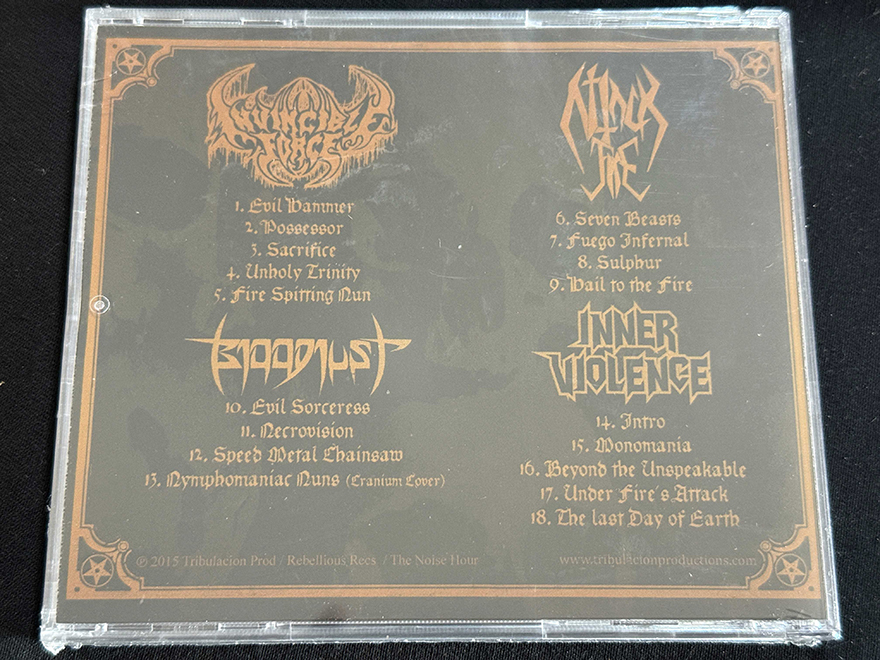 INVINCIBLE
FORCE
1. Evil Hammer
2. Possessor
3. Sacrifice
4. Unholy Trinity
5. Fire Spitting Nun
ATTACK
FIRE
6. Seven Beasts
7. Fuego Infernal
8. Sulphur
9. Hail to the Fire
BLOODLUST
10. Evil Sorceress
11. Necrovision
12. Speed Metal Chainsaw
13. Nymphomaniac Nuns (Cranium Cover)
INNER
VIOLENCE
14. Intro
15. Monomania
16. Beyond the Unspeakable
17. Under Fire's Attack
18. The last Day of Earth
℗ 2015 Tribulacion Prod / Rebellious Recs. / The Noise Hour
www.tribulacionproductions.com